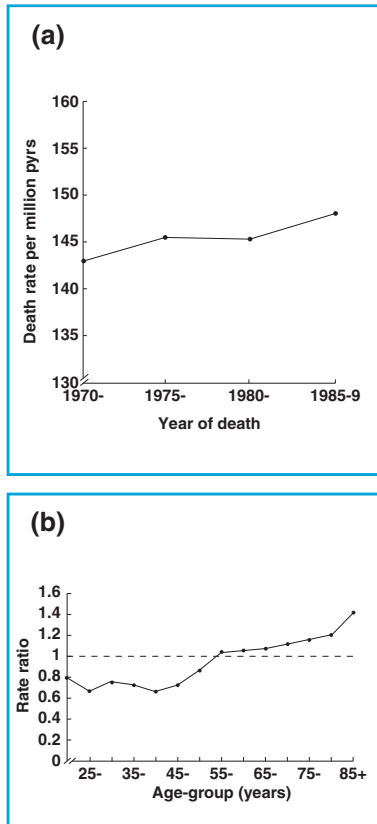 (a)
Death rate per million pyrs
160
155
150
145
140
135
130
1970- 1975- 1980- 1985-9
Year of death
(b)
Rate ratio
1.6
1.4
1.2
1
0.8
0.6
0.4
0.2
0
25- 35- 45- 55- 65- 75- 85+
Age-group (years)